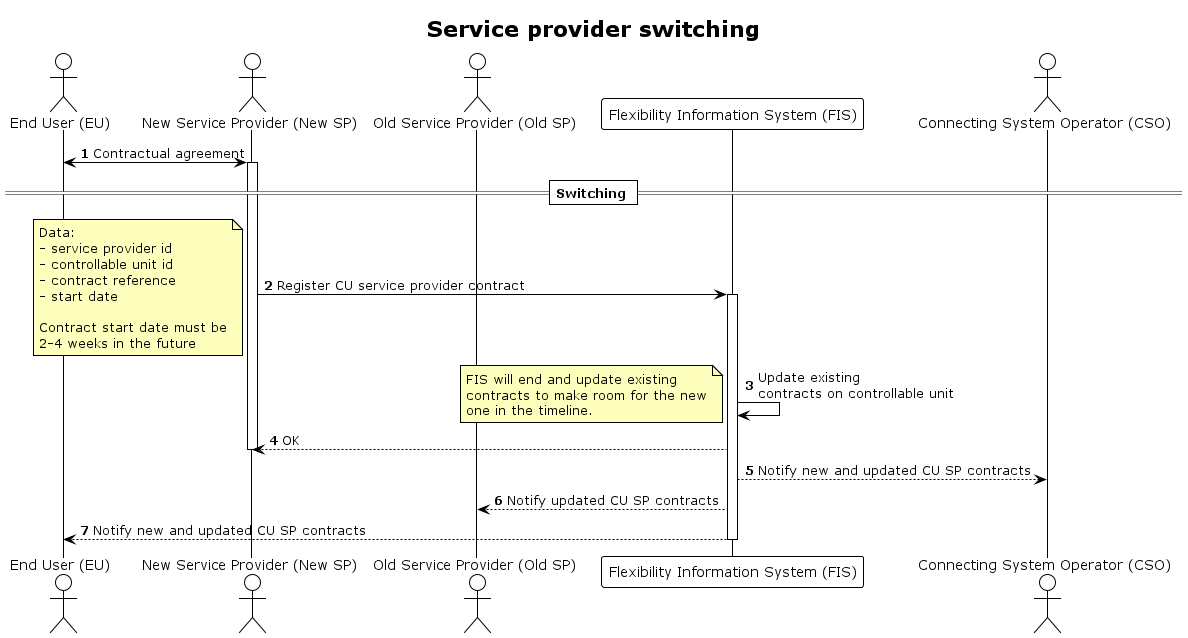 Service provider switching
End User (EU)
New Service Provider (New SP)
Old Service Provider (Old SP)
Flexibility Information System (FIS)
Connecting System Operator (CSO)
1 Contractual agreement
Switching
Data:
- service provider id
- controllable unit id
- contract reference
- start date
Contract start date must be
2-4 weeks in the future
2 Register CU service provider contract
FIS will end and update existing
contracts to make room for the new
one in the timeline.
3 Update existing
contracts on controllable unit
4 OK
5 Notify new and updated CU SP contracts
6 Notify updated CU SP contracts
7 Notify new and updated CU SP contracts
End User (EU)
New Service Provider (New SP)
Old Service Provider (Old SP)
Flexibility Information System (FIS)
Connecting System Operator (CSO)